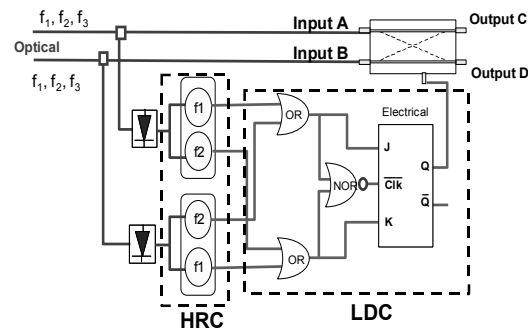 f1, f2, f3
Input A
Output C
Optical
Input B
Output D
f1, f2, f3
f1
OR
Electrical
f2
J
Q
NOR
Clk
Q
f2
K
f1
OR
HRC
LDC